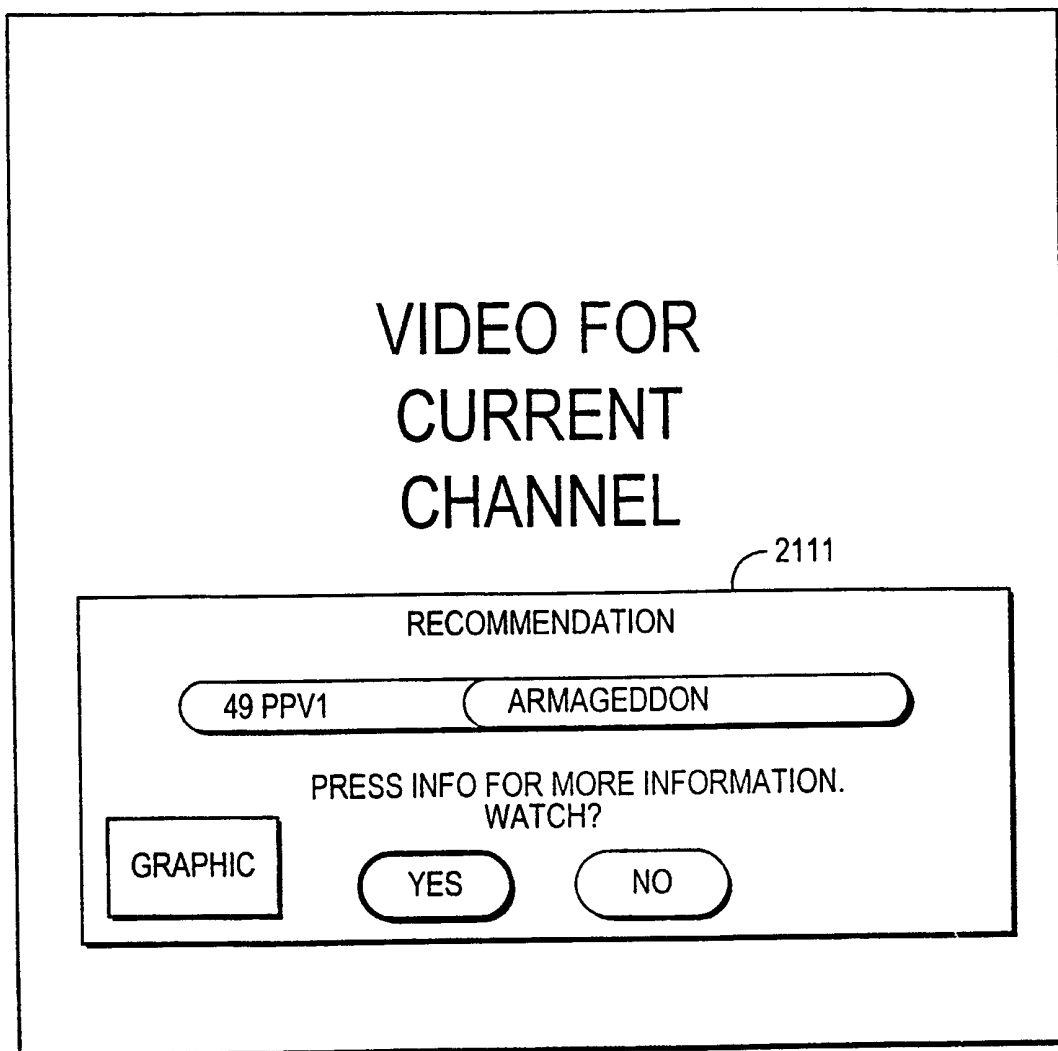 VIDEO FOR
CURRENT
CHANNEL
2111
RECOMMENDATION
49 PPV1 ARMAGEDDON
PRESS INFO FOR MORE INFORMATION.
WATCH?
GRAPHIC YES NO